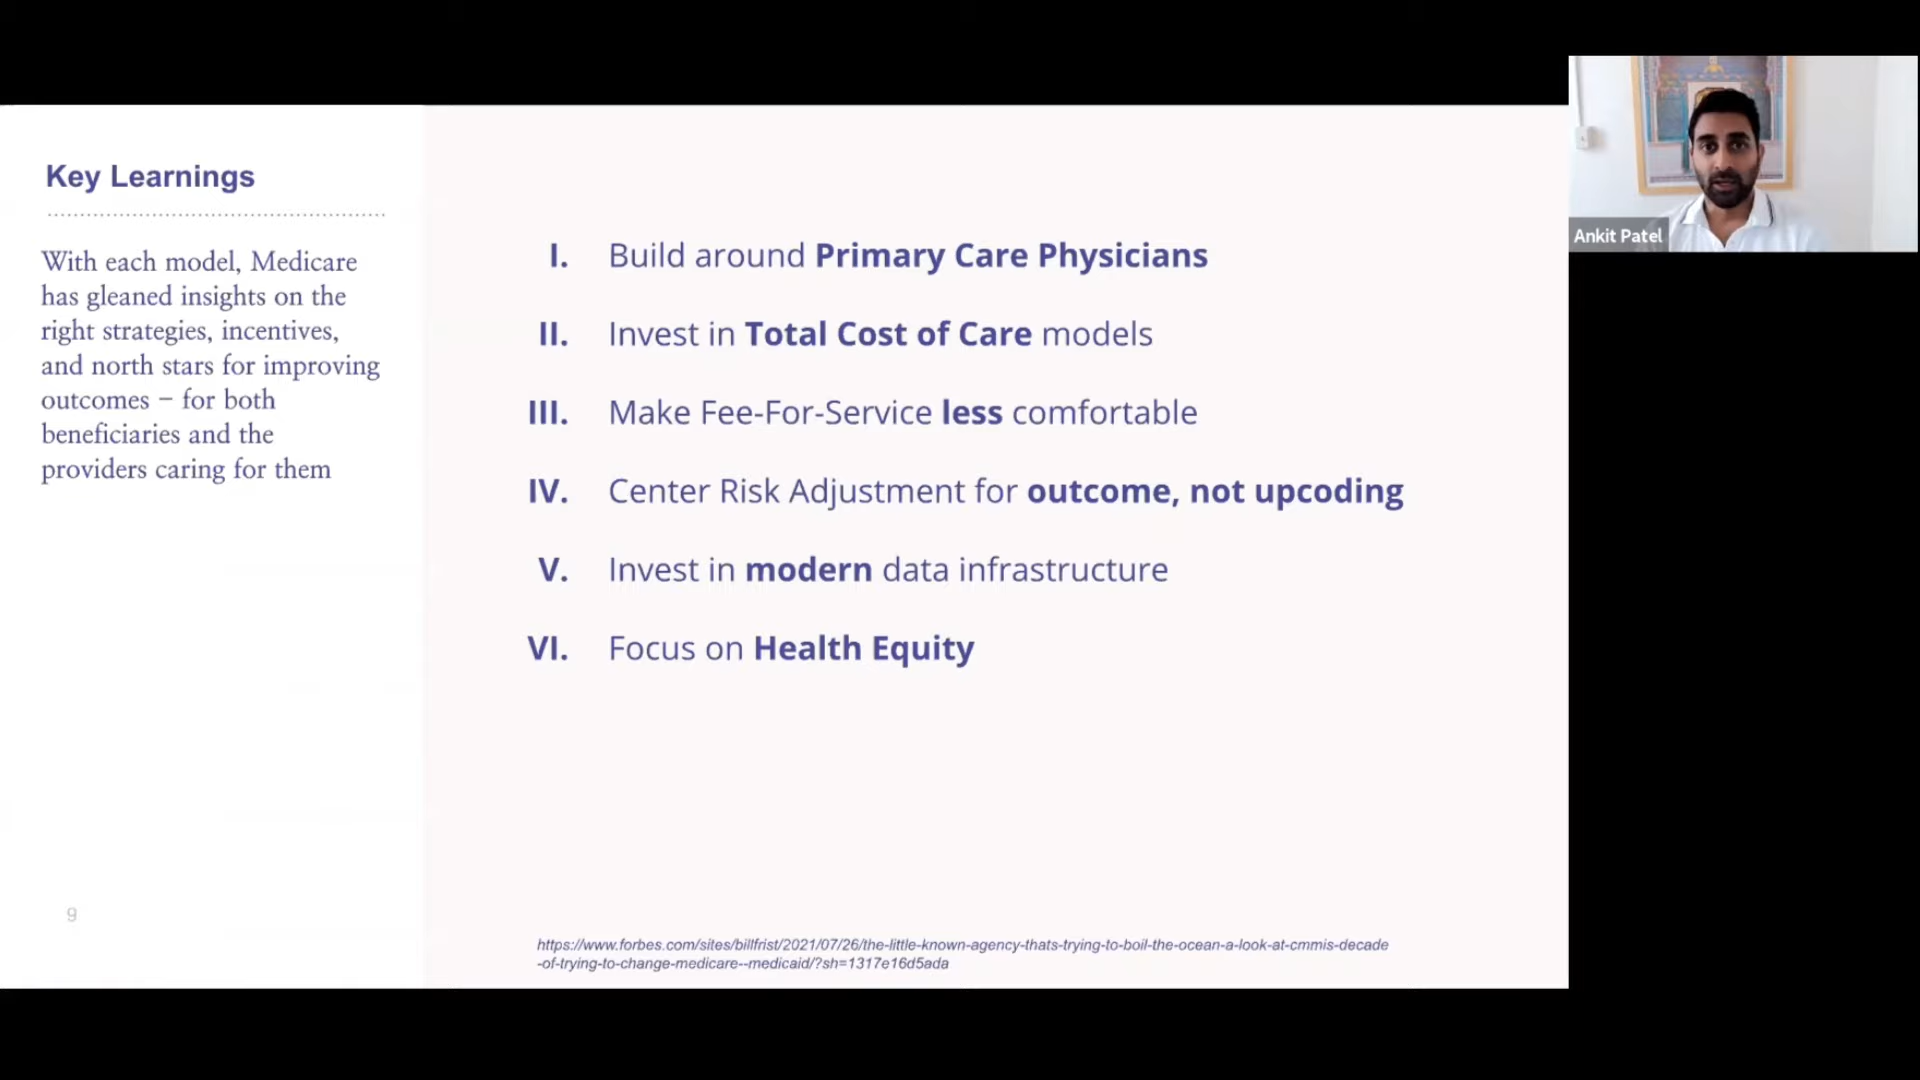 Key Learnings
With each model, Medicare
has gleaned insights on the
right strategies, incentives,
and north stars for improving
outcomes – for both
beneficiaries and the
providers caring for them
9
I. Build around Primary Care Physicians
II. Invest in Total Cost of Care models
III. Make Fee-For-Service less comfortable
IV. Center Risk Adjustment for outcome, not upcoding
V. Invest in modern data infrastructure
VI. Focus on Health Equity
https://www.forbes.com/sites/billfrist/2021/07/26/the-little-known-agency-thats-trying-to-boil-the-ocean-a-look-at-cmmis-decade
-of-trying-to-change-medicare--medicaid/?sh=1317e16d5ada
Ankit Patel